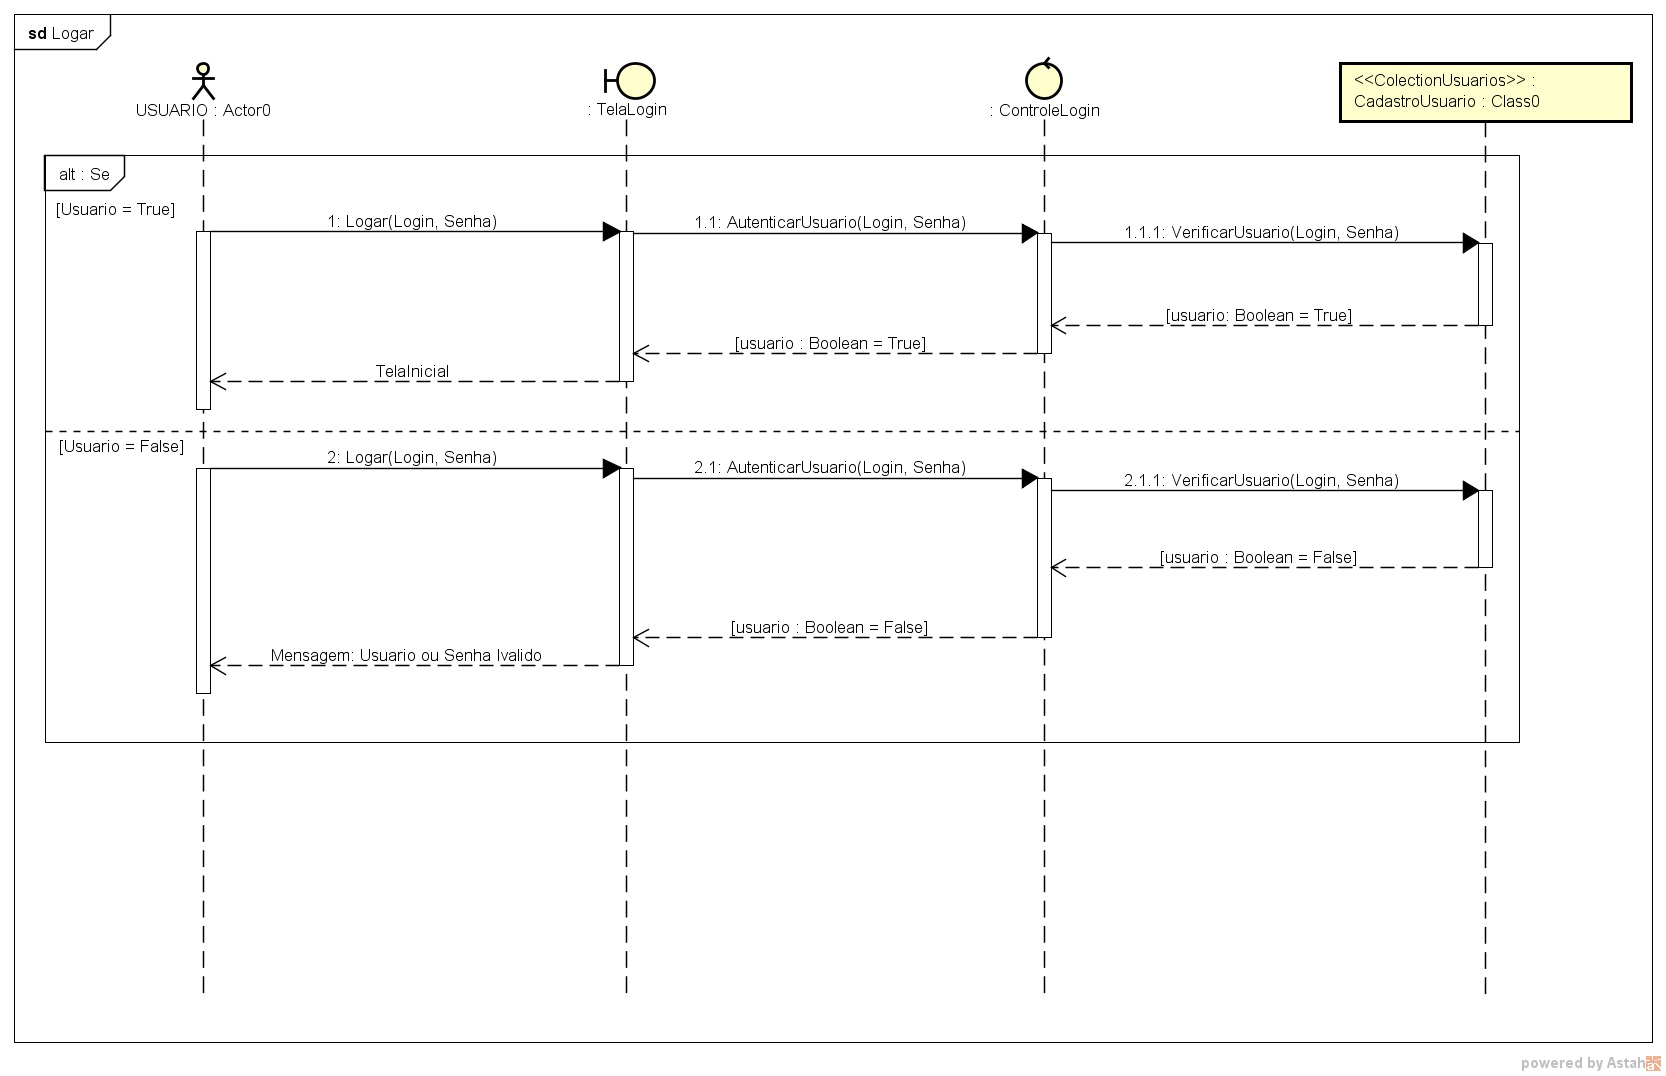 sd Logar
USUARIO : Actor0
: TelaLogin
: ControleLogin
<<ColectionUsuarios>> :
CadastroUsuario : Class0
alt : Se
[Usuario = True]
1: Logar(Login, Senha)
1.1: AutenticarUsuario(Login, Senha)
1.1.1: VerificarUsuario(Login, Senha)
[usuario: Boolean = True]
[usuario : Boolean = True]
TelaInicial
[Usuario = False]
2: Logar(Login, Senha)
2.1: AutenticarUsuario(Login, Senha)
2.1.1: VerificarUsuario(Login, Senha)
[usuario : Boolean = False]
[usuario : Boolean = False]
Mensagem: Usuario ou Senha Ivalido
powered by Astah